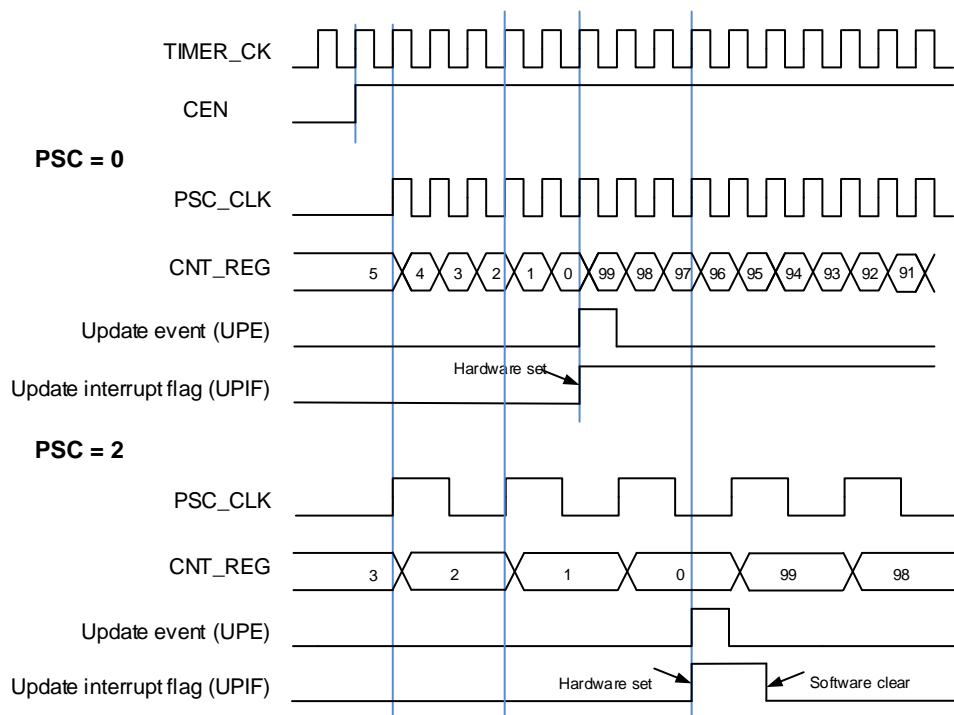 TIMER_CK
CEN
PSC = 0
PSC_CLK
CNT_REG 5 4 3 2 1 0 99 98 97 96 95 94 93 92 91
Update event (UPE)
Hardware set
Update interrupt flag (UPIF)
PSC = 2
PSC_CLK
CNT_REG 3 2 1 0 99 98
Update event (UPE)
Update interrupt flag (UPIF) Hardware set Software clear